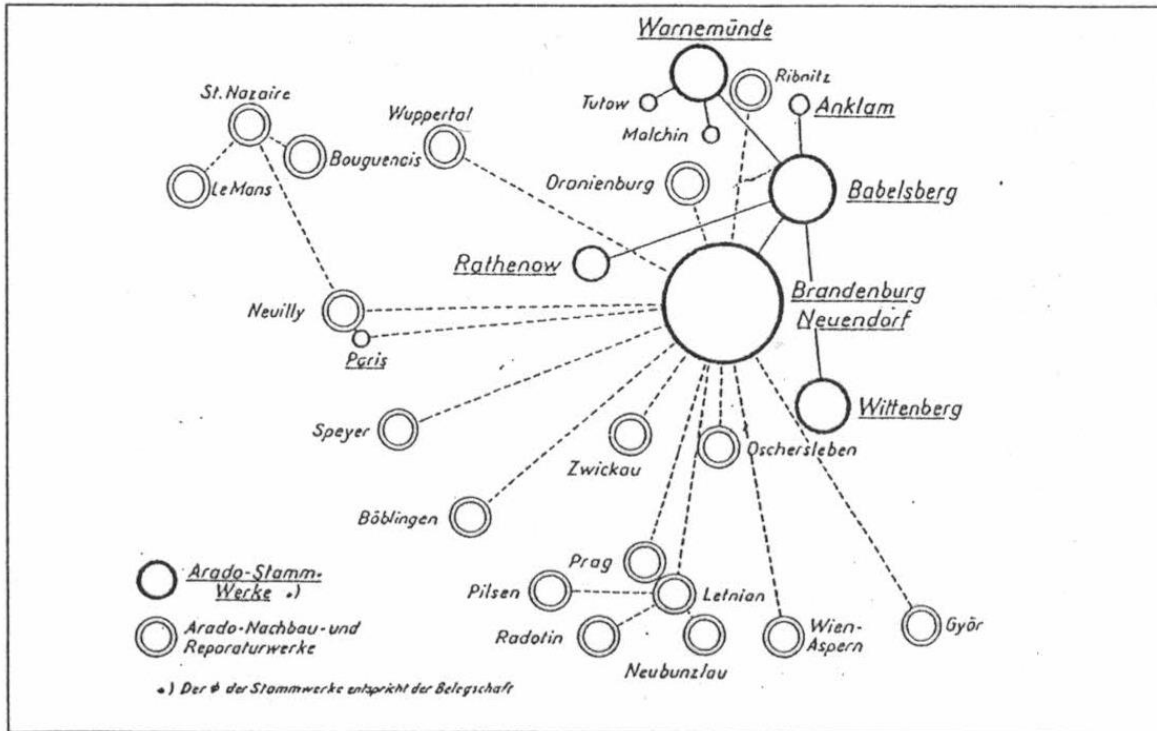 Warnemünde
Ribnitz
St. Nazaire
Tutow
Anklam
Wuppertal
Malchin
Bouguenais
Oranienburg
Le Mans
Babelsberg
Rathenow
Brandenburg
Neuendorf
Neuilly
Paris
Wittenberg
Speyer
Oschersleben
Zwickau
Böblingen
Prag
Arado-Stamm-
Werke *)
Pilsen
Letnian
Arado-Nachbau-und
Reparaturwerke
Radotin
Wien-
Aspern
Györ
Neubunzlau
*) Der φ der Stammwerke entspricht der Belegschaft